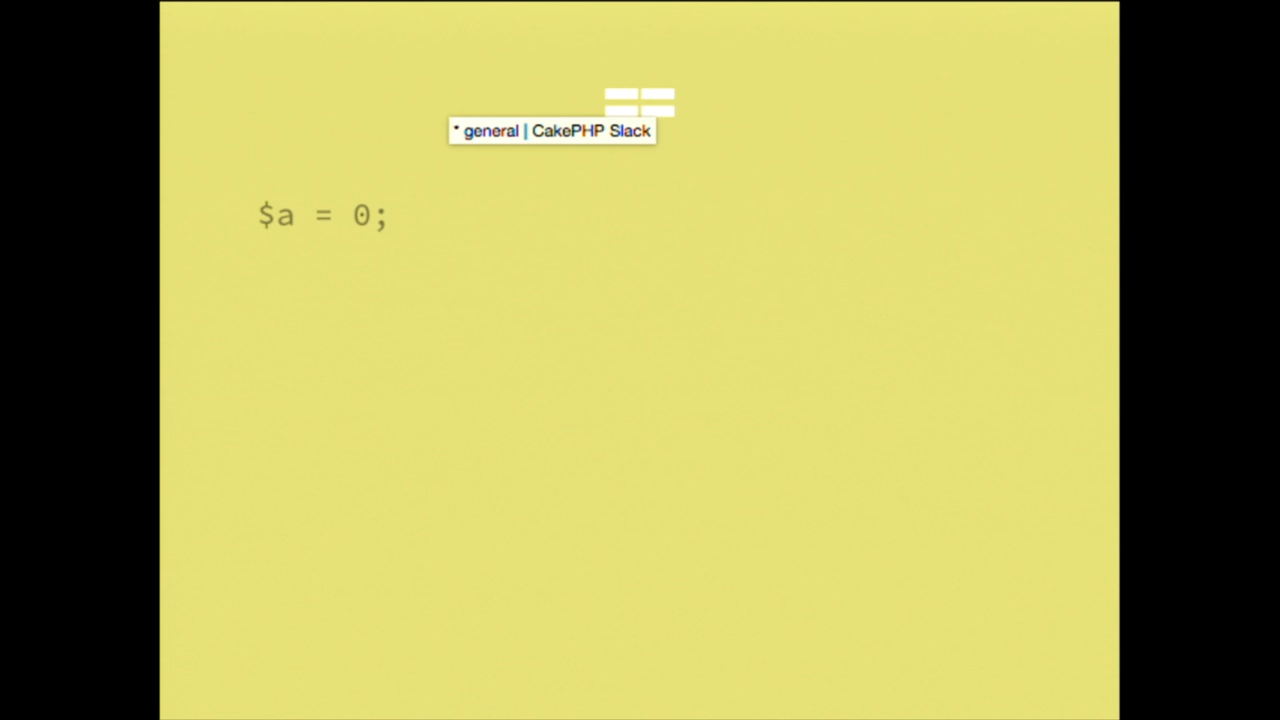 * general | CakePHP Slack
$a = 0;